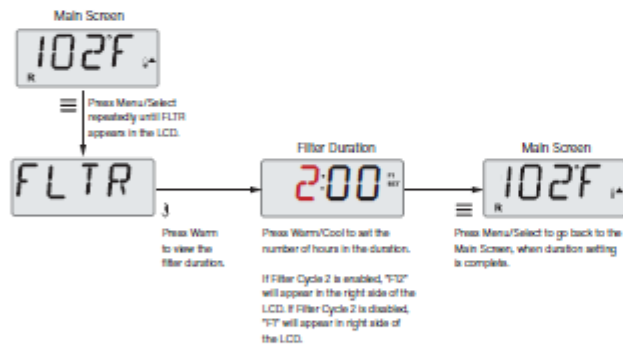 Main Screen
102°F
R
Press Menu/Select
repeatedly until FLTR
appears in the LCD.
FLTR
Press Warm
to view the
filter duration.
Filter Duration
2:00
Press Warm/Cool to set the
number of hours in the duration.
If Filter Cycle 2 is enabled, "F12"
will appear in the right side of the
LCD. If Filter Cycle 2 is disabled,
"F1" will appear in right side of
the LCD.
Main Screen
102°F
R
Press Menu/Select to go back to the
Main Screen, when duration setting
is complete.